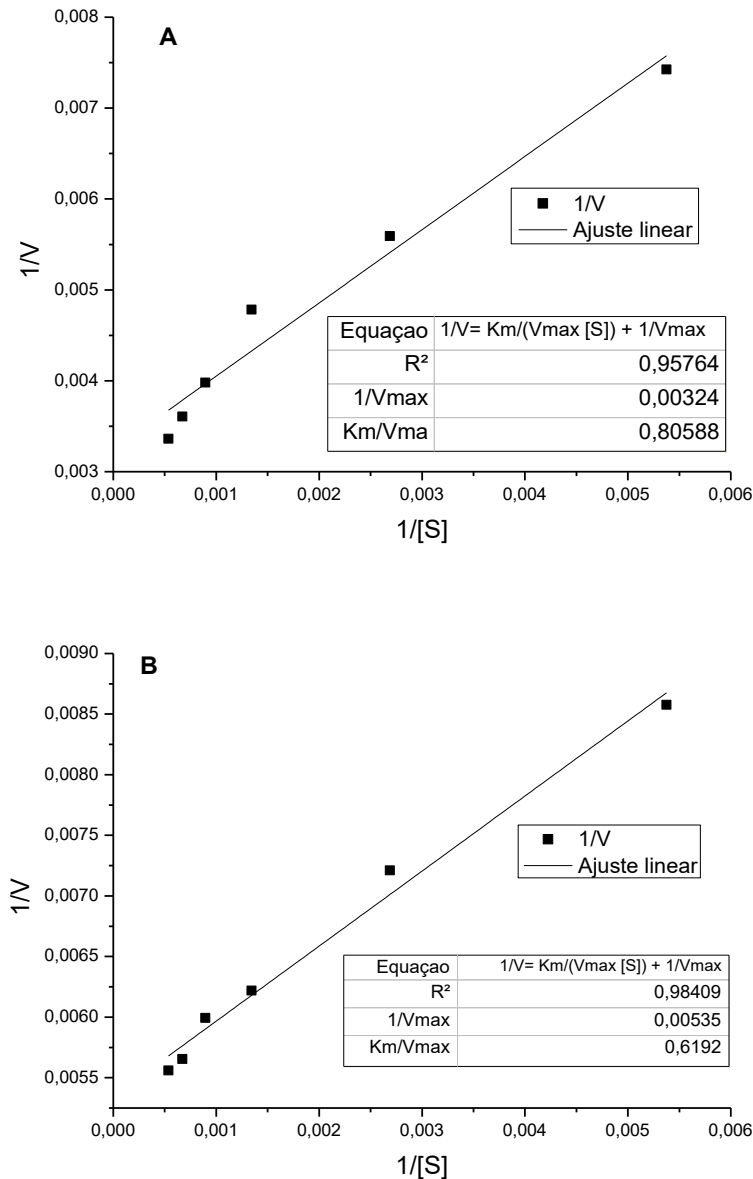 A
0,008
0,007
0,006
0,005
0,004
0,003
1/V
1/V
Ajuste linear
Equaçao 1/V= Km/(Vmax [S]) + 1/Vmax
R² 0,95764
1/Vmax 0,00324
Km/Vma 0,80588
0,000 0,001 0,002 0,003 0,004 0,005 0,006
1/[S]
B
0,0090
0,0085
0,0080
0,0075
0,0070
0,0065
0,0060
0,0055
1/V
1/V
Ajuste linear
Equaçao 1/V= Km/(Vmax [S]) + 1/Vmax
R² 0,98409
1/Vmax 0,00535
Km/Vmax 0,6192
0,000 0,001 0,002 0,003 0,004 0,005 0,006
1/[S]